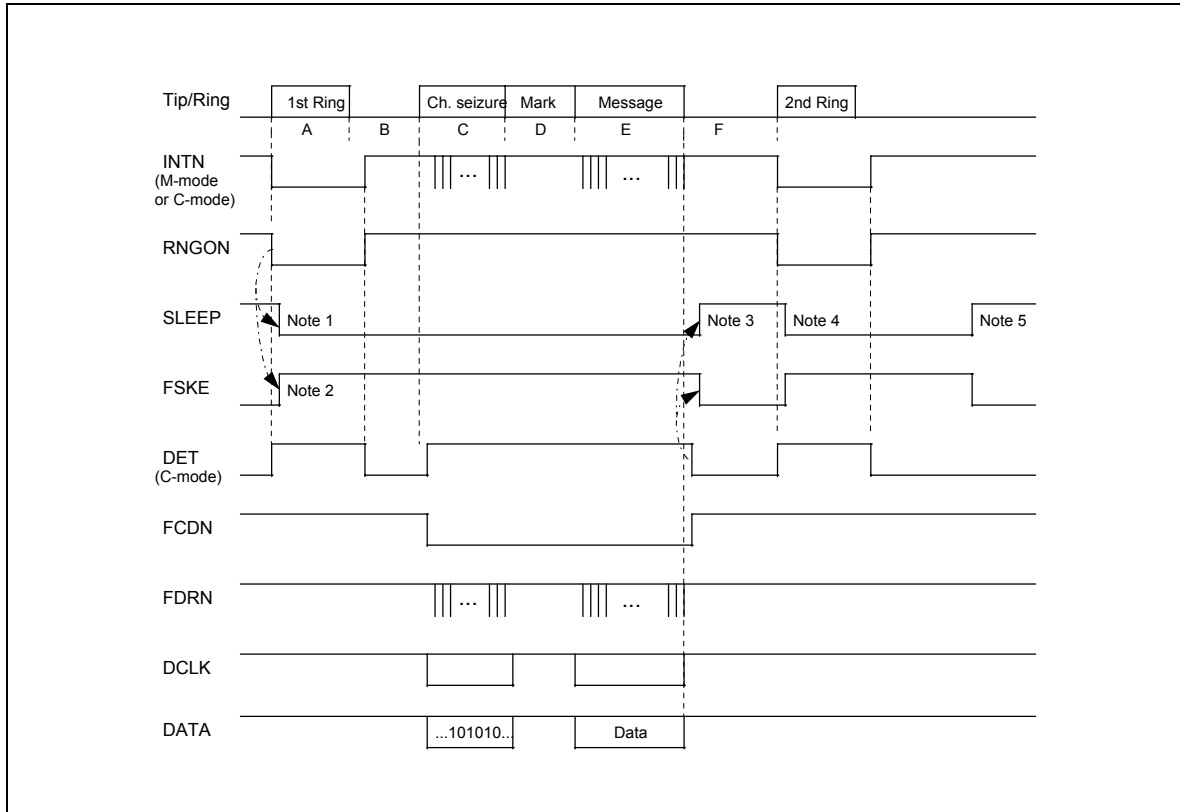 Tip/Ring 1st Ring Ch. seizure Mark Message 2nd Ring
A B C D E F
INTN ... ...
(M-mode
or C-mode)
RNGON
SLEEP Note 1 Note 3 Note 4 Note 5
FSKE Note 2
DET
(C-mode)
FCDN
FDRN ... ...
DCLK
DATA ...101010... Data